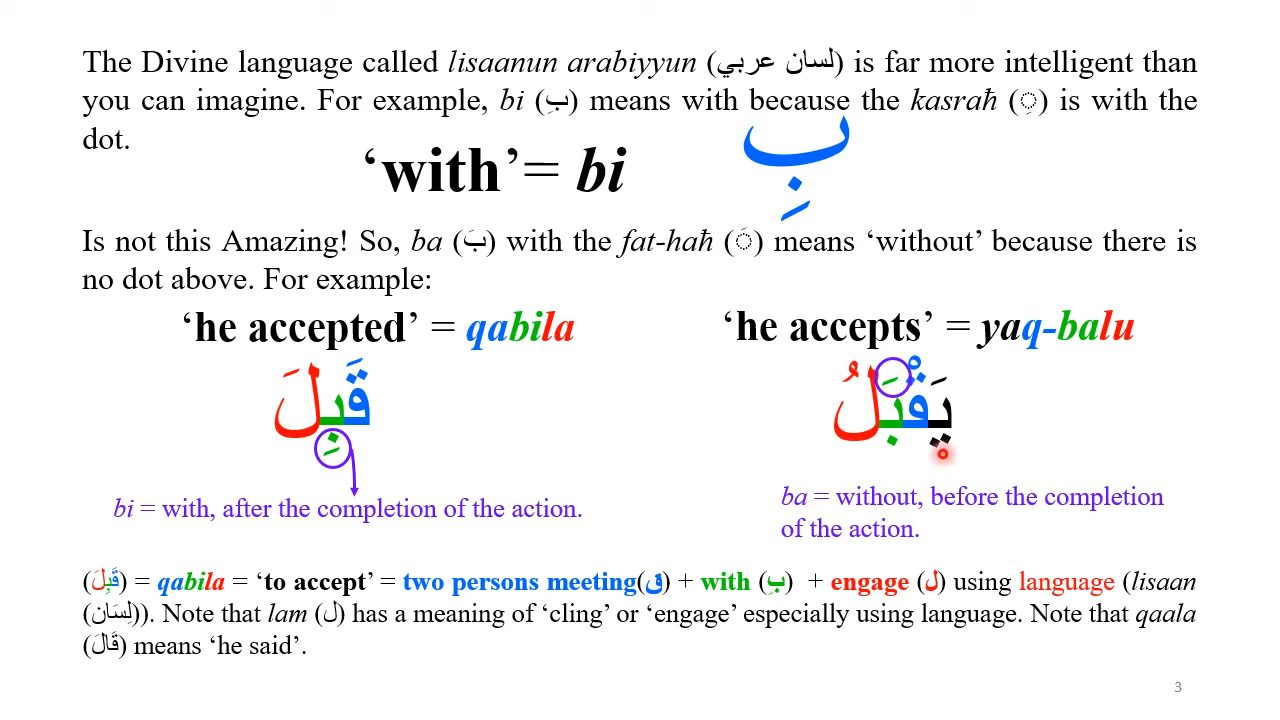 The Divine language called lisaanun arabiyyun (لسان عربي) is far more intelligent than
you can imagine. For example, bi (بِ) means with because the kasraħ (◌ِ) is with the
dot.
‘with’= bi بِ
Is not this Amazing! So, ba (بَ) with the fat-haħ (◌َ) means ‘without’ because there is
no dot above. For example:
‘he accepted’ = qabila
‘he accepts’ = yaq-balu
قَبِلَ
يَقْبَلُ
bi = with, after the completion of the action.
ba = without, before the completion
of the action.
(قَبِلَ) = qabila = ‘to accept’ = two persons meeting(ق) + with (بِ) + engage (ل) using language (lisaan
(لِسَان)). Note that lam (ل) has a meaning of ‘cling’ or ‘engage’ especially using language. Note that qaala
(قَالَ) means ‘he said’.
3